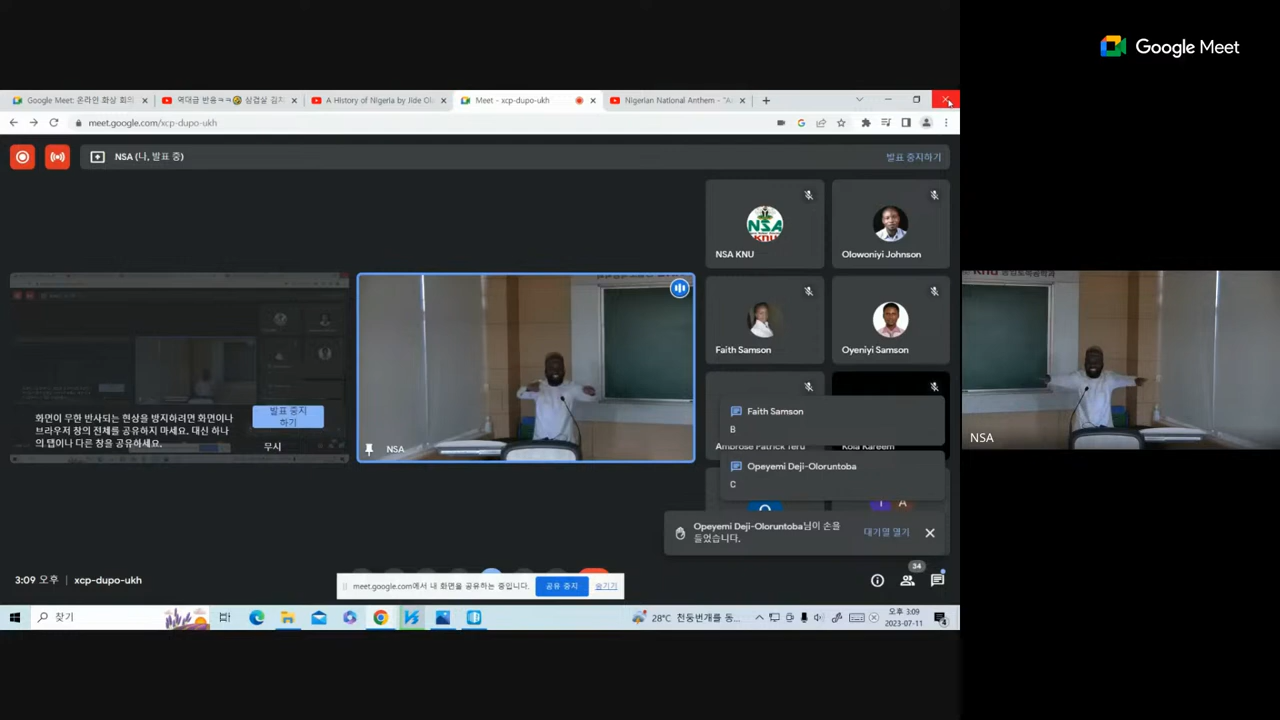 Google Meet
Google Meet: 온라인 화상 회의
역대급 반응ㅋㅋ🤣 삼겹살 김치
A History of Nigeria by Jide Ol
Meet - xcp-dupo-ukh
Nigerian National Anthem - "A
meet.google.com/xcp-dupo-ukh
NSA (나, 발표 중)
발표 중지하기
NSA KNU
Olowoniyi Johnson
Faith Samson
Oyeniyi Samson
화면이 무한 반사되는 현상을 방지하려면 화면이나
브라우저 창의 전체를 공유하지 마세요. 대신 하나
의 탭이나 다른 창을 공유하세요.
발표 중지
하기
무시
NSA
NSA
Faith Samson
B
Ambrose Patrick Teru
Kola Kareem
Opeyemi Deji-Oloruntoba
C
Opeyemi Deji-Oloruntoba님이 손을
들었습니다.
대기열 열기
34
3:09 오후 | xcp-dupo-ukh
meet.google.com에서 내 화면을 공유하는 중입니다.
공유 중지
숨기기
찾기
28°C 천둥번개를 동...
오후 3:09
2023-07-11
4